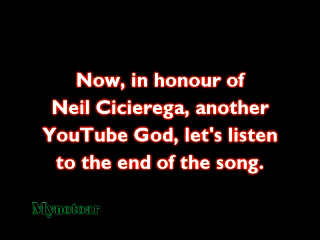 Now, in honour of
Neil Cicierega, another
YouTube God, let's listen
to the end of the song.
Mynotoar